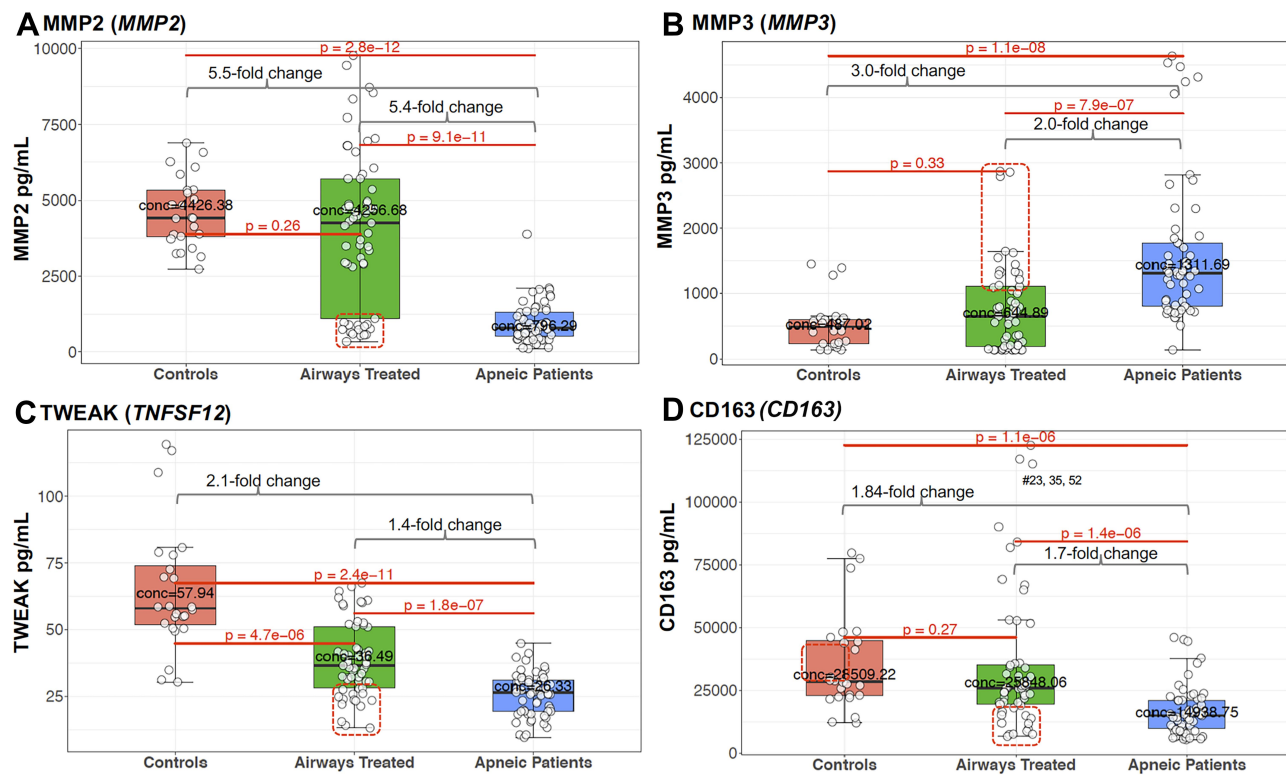 A MMP2 (MMP2)
10000
7500
5000
2500
0
MMP2 pg/mL
p = 2.8e−12
5.5-fold change
5.4-fold change
p = 9.1e−11
conc=4426.38
conc=4256.68
p = 0.26
conc=796.29
Controls
Airways Treated
Apneic Patients
B MMP3 (MMP3)
4000
3000
2000
1000
0
MMP3 pg/mL
p = 1.1e−08
3.0-fold change
p = 7.9e−07
2.0-fold change
p = 0.33
conc=1311.69
conc=644.89
conc=487.02
Controls
Airways Treated
Apneic Patients
C TWEAK (TNFSF12)
100
75
50
25
TWEAK pg/mL
2.1-fold change
1.4-fold change
p = 2.4e−11
conc=57.94
p = 1.8e−07
p = 4.7e−06
conc=36.49
conc=26.33
Controls
Airways Treated
Apneic Patients
D CD163 (CD163)
125000
100000
75000
50000
25000
0
CD163 pg/mL
p = 1.1e−06
#23, 35, 52
1.84-fold change
p = 1.4e−06
1.7-fold change
p = 0.27
conc=28509.22
conc=25848.06
conc=14938.75
Controls
Airways Treated
Apneic Patients